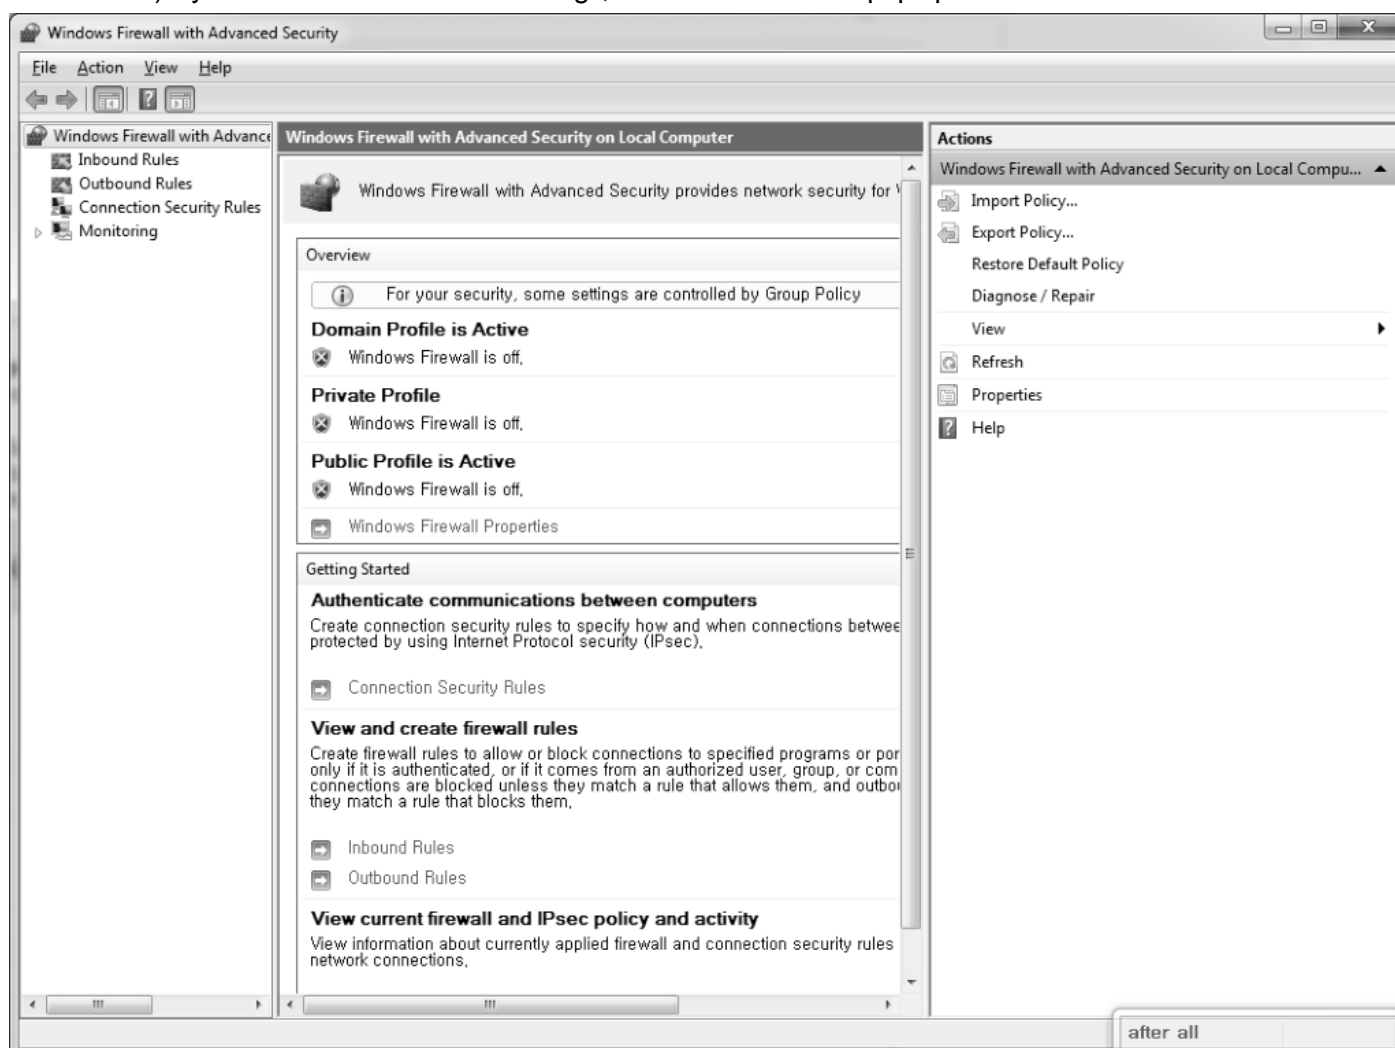 Windows Firewall with Advanced Security
File Action View Help
Windows Firewall with Advance
Inbound Rules
Outbound Rules
Connection Security Rules
Monitoring
Windows Firewall with Advanced Security on Local Computer
Windows Firewall with Advanced Security provides network security for
Overview
For your security, some settings are controlled by Group Policy
Domain Profile is Active
Windows Firewall is off.
Private Profile
Windows Firewall is off.
Public Profile is Active
Windows Firewall is off.
Windows Firewall Properties
Getting Started
Authenticate communications between computers
Create connection security rules to specify how and when connections betwee
protected by using Internet Protocol security (IPsec).
Connection Security Rules
View and create firewall rules
Create firewall rules to allow or block connections to specified programs or por
only if it is authenticated, or if it comes from an authorized user, group, or com
connections are blocked unless they match a rule that allows them, and outbo
they match a rule that blocks them.
Inbound Rules
Outbound Rules
View current firewall and IPsec policy and activity
View information about currently applied firewall and connection security rules
network connections.
Actions
Windows Firewall with Advanced Security on Local Compu...
Import Policy...
Export Policy...
Restore Default Policy
Diagnose / Repair
View
Refresh
Properties
Help
after all